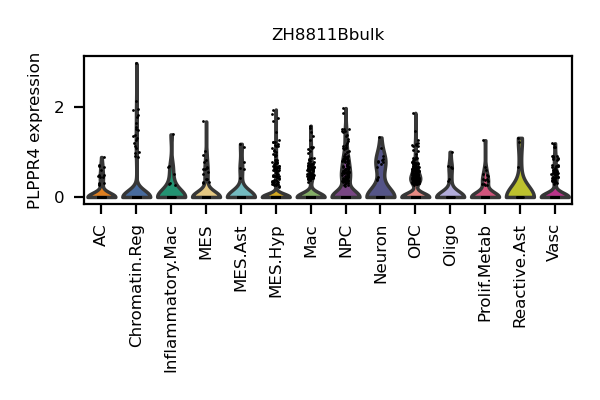 ZH8811Bbulk
PLPPR4 expression
2
0
AC
Chromatin.Reg
Inflammatory.Mac
MES
MES.Ast
MES.Hyp
Mac
NPC
Neuron
OPC
Oligo
Prolif.Metab
Reactive.Ast
Vasc